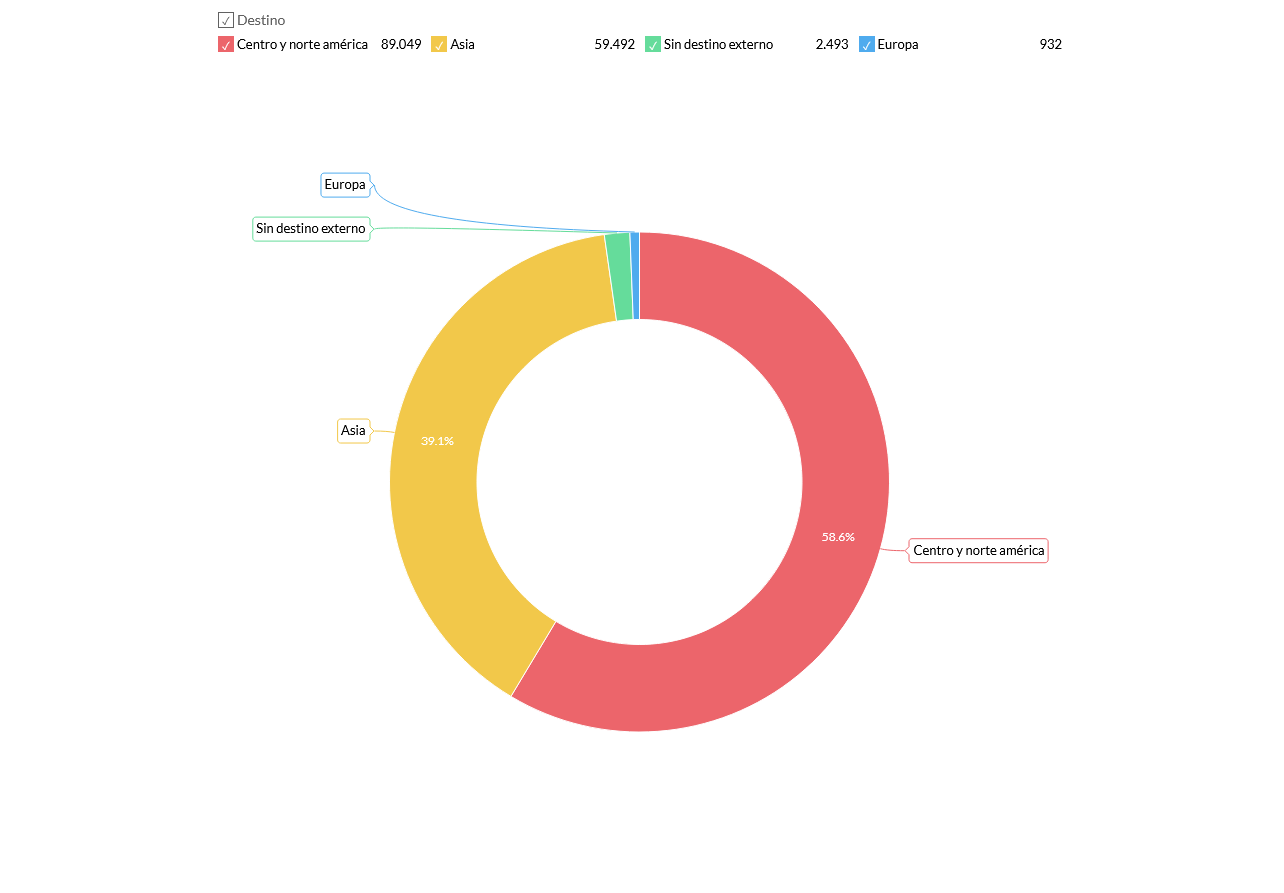 Destino
Centro y norte américa 89.049 Asia 59.492 Sin destino externo 2.493 Europa 932
Europa
Sin destino externo
Asia
39.1%
58.6%
Centro y norte américa